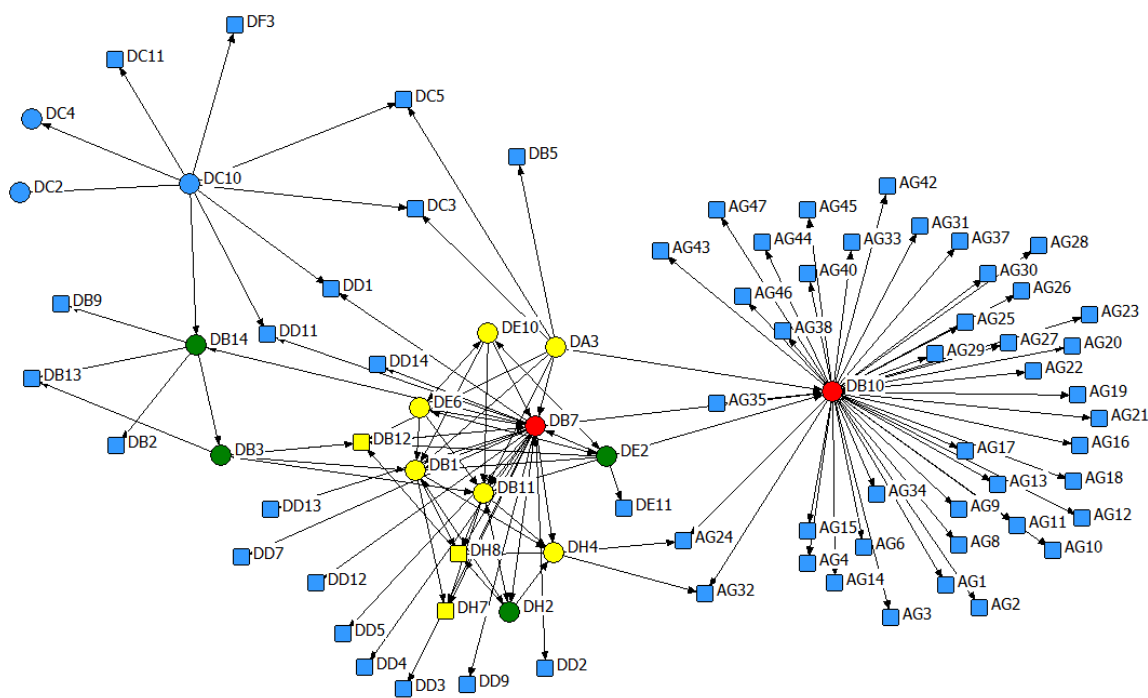 DF3
DC11
DC5
DC4
DB5
DC10
DC2
AG42
DC3
AG47
AG45
AG31
AG37
AG43
AG44
AG33
AG28
AG40
AG30
DD1
AG46
AG26
DB9
AG38
AG25
AG23
DD11
DE10
DA3
DB14
AG29
AG27
AG20
DD14
AG22
DB13
DB10
AG19
DE6
AG35
AG21
DB7
DB2
DB12
AG16
DB3
DE2
AG17
DB1
AG18
DB11
AG34
AG13
DD13
DE11
AG9
AG12
AG15
AG11
DD7
DH8
DH4
AG24
AG6
AG8
AG10
AG4
DD12
AG14
AG1
AG32
AG2
DH7
DH2
AG3
DD5
DD4
DD2
DD3
DD9